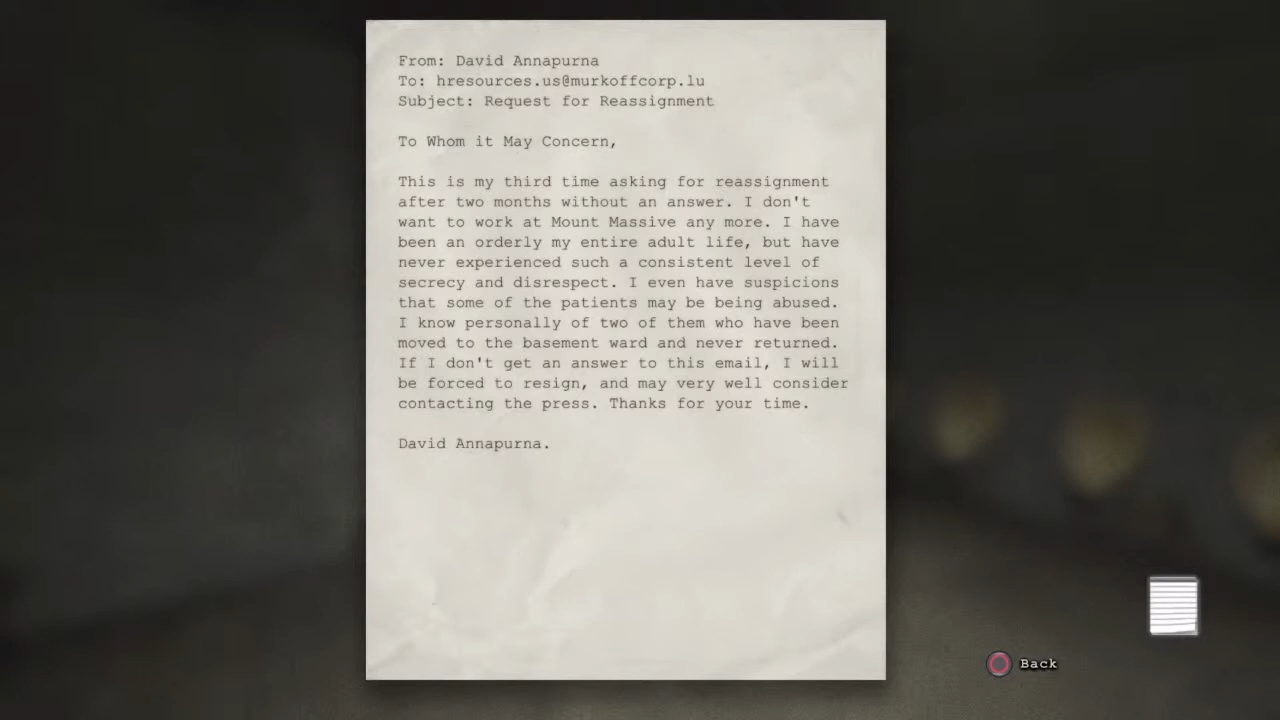 From: David Annapurna
To: hresources.us@murkoffcorp.lu
Subject: Request for Reassignment
To Whom it May Concern,
This is my third time asking for reassignment
after two months without an answer. I don't
want to work at Mount Massive any more. I have
been an orderly my entire adult life, but have
never experienced such a consistent level of
secrecy and disrespect. I even have suspicions
that some of the patients may be being abused.
I know personally of two of them who have been
moved to the basement ward and never returned.
If I don't get an answer to this email, I will
be forced to resign, and may very well consider
contacting the press. Thanks for your time.
David Annapurna.
Back